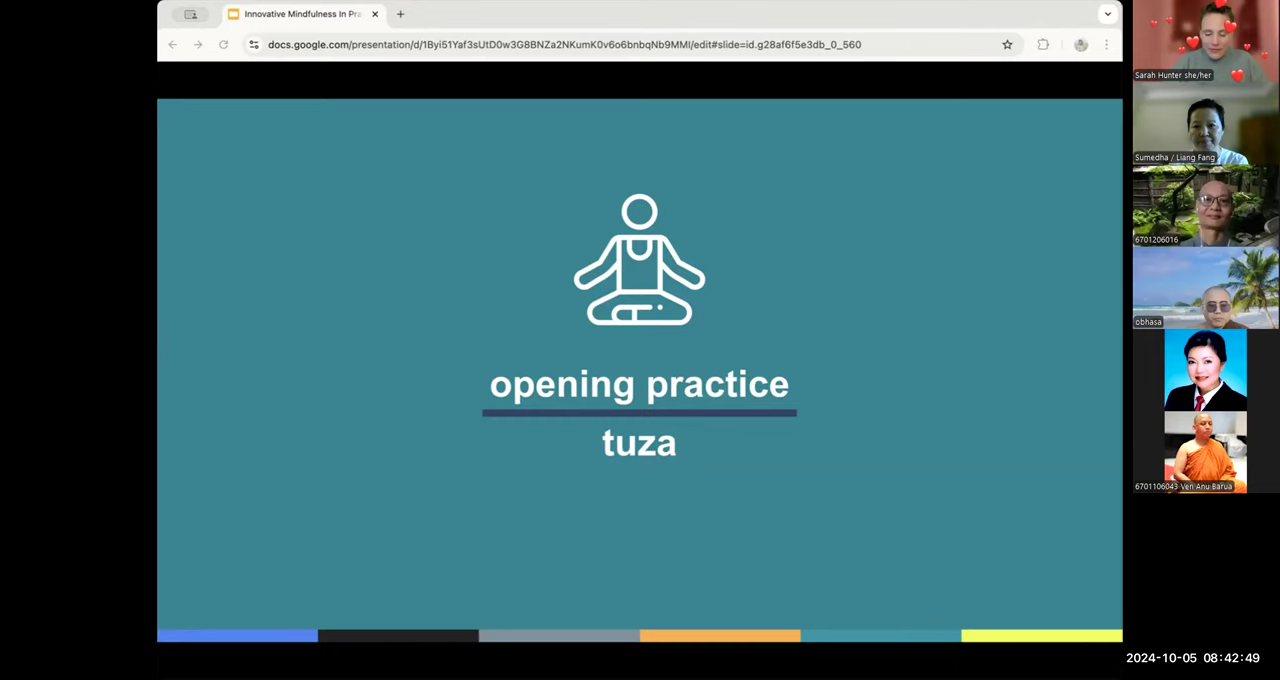 Innovative Mindfulness In Pra
docs.google.com/presentation/d/1Byi51Yaf3sUtD0w3G8BNZa2NKumK0v6o6bnbqNb9MMI/edit#slide=id.g28af6f5e3db_0_560
opening practice
tuza
Sarah Hunter she/her
Sumedha / Liang Fang
6701206016
obhasa
6701106043 Ven Anu Barua
2024-10-05 08:42:49